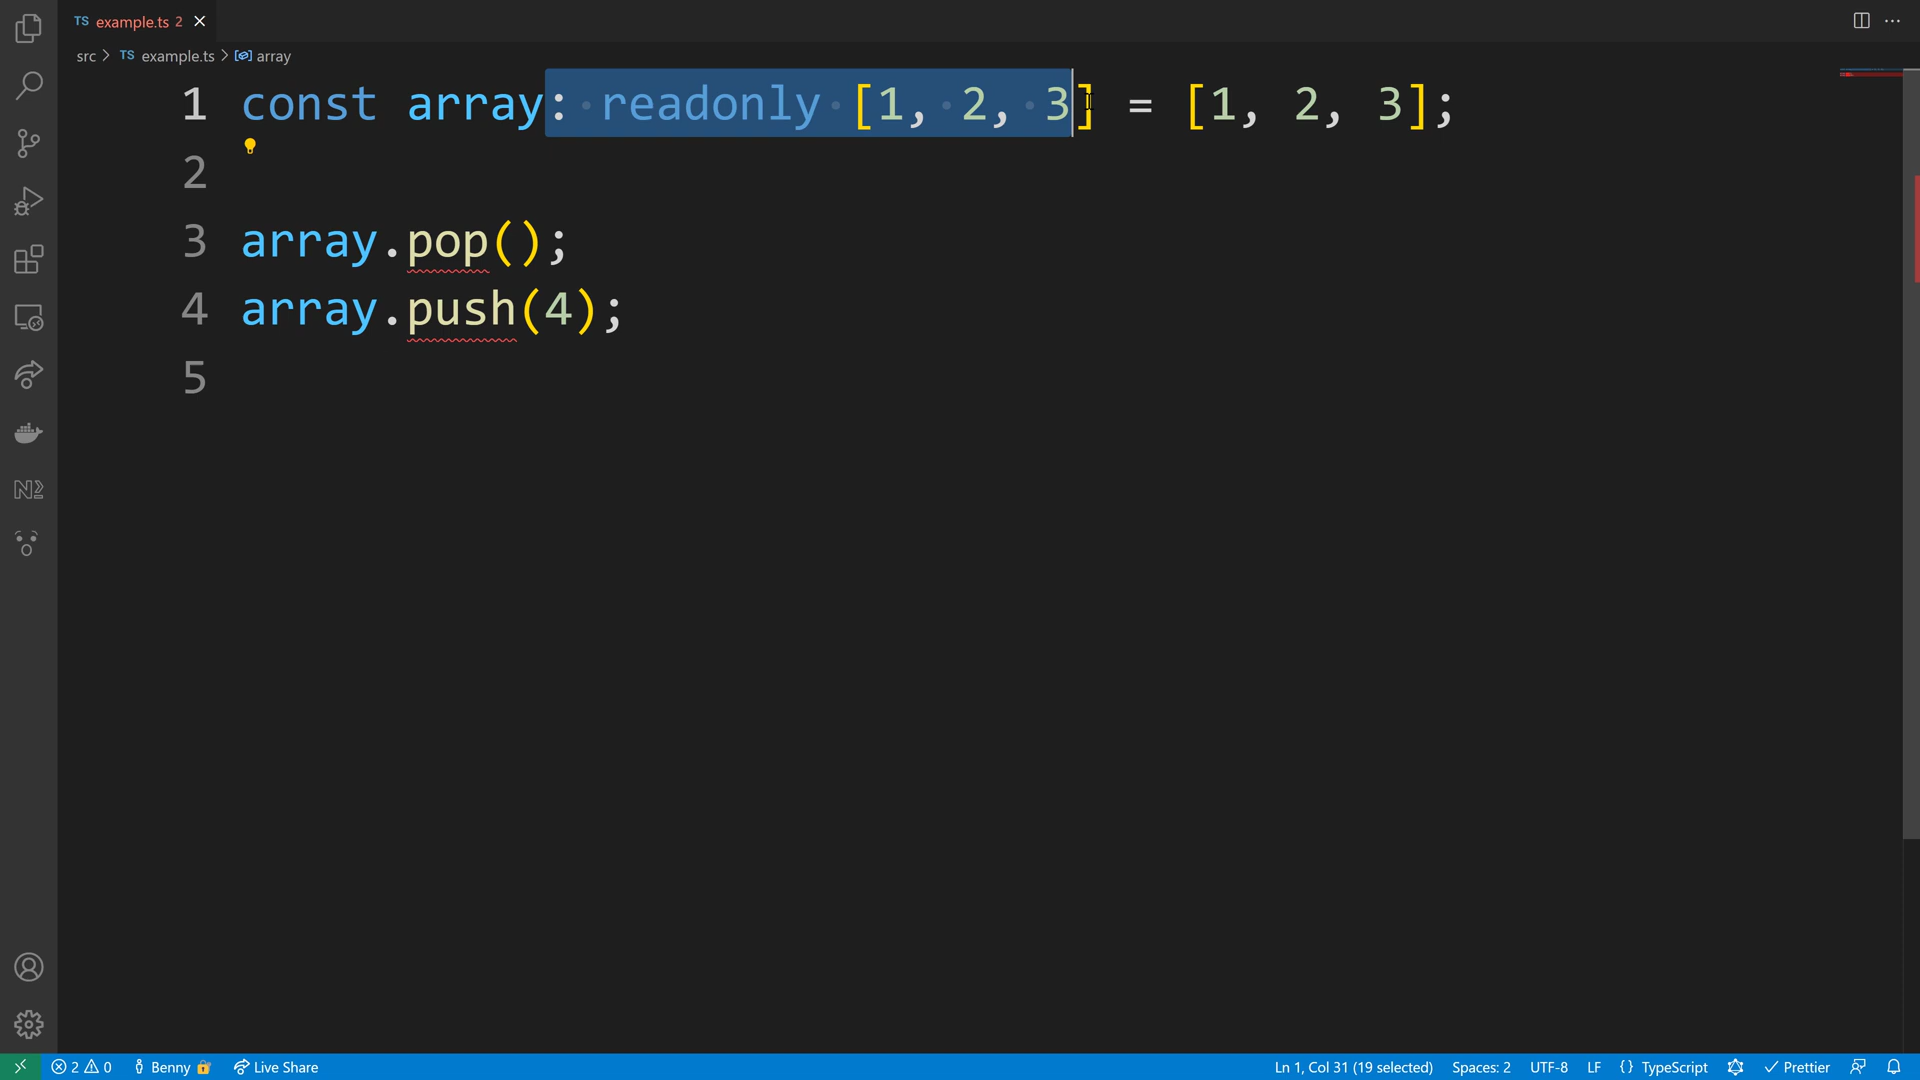 TS example.ts 2
src > TS example.ts > array
1 const array: readonly [1, 2, 3] = [1, 2, 3];
2
3 array.pop();
4 array.push(4);
5
2 0 Benny Live Share Ln 1, Col 31 (19 selected) Spaces: 2 UTF-8 LF {} TypeScript Prettier